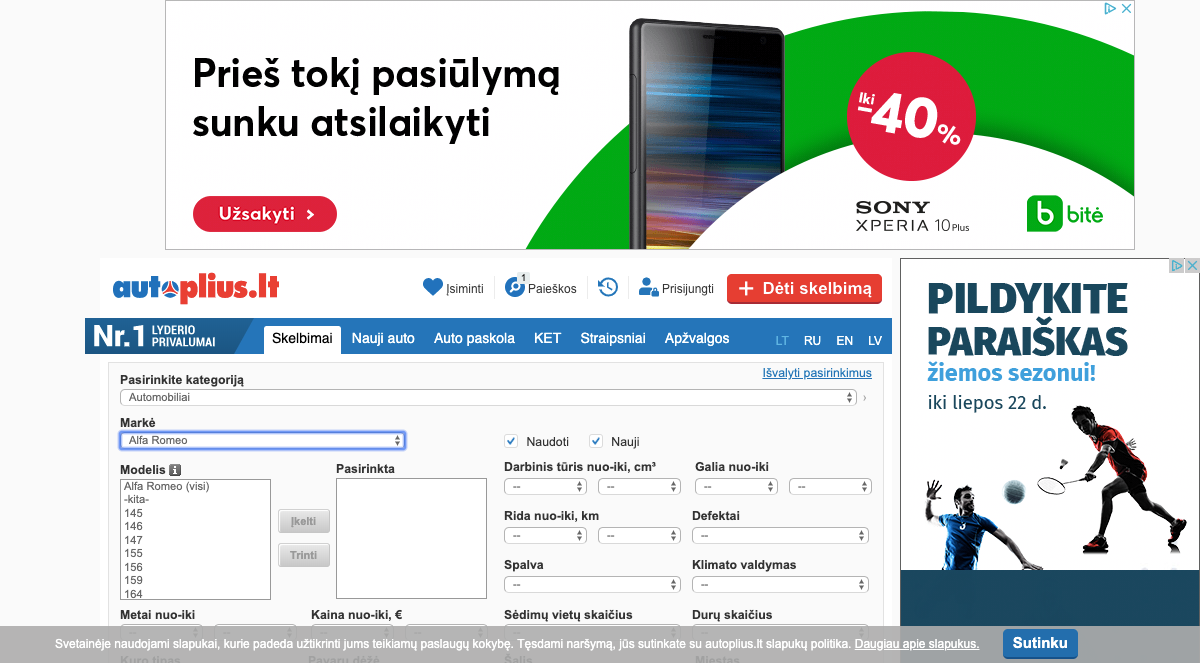 Prieš tokį pasiūlymą
sunku atsilaikyti
Užsakyti
Iki
-40%
SONY
XPERIA 10 Plus
b bitė
autoplius.lt
Įsiminti
1
Paieškos
Prisijungti
+ Dėti skelbimą
Nr.1 LYDERIO
PRIVALUMAI
Skelbimai Nauji auto Auto paskola KET Straipsniai Apžvalgos LT RU EN LV
Išvalyti pasirinkimus
Pasirinkite kategoriją
Automobiliai
Markė
Alfa Romeo
Naudoti Nauji
Modelis i Pasirinkta
Alfa Romeo (visi)
-kita-
145
146
147
155
156
159
164
Įkelti
Trinti
Darbinis tūris nuo-iki, cm³ Galia nuo-iki
-- -- -- --
Rida nuo-iki, km Defektai
-- -- --
Spalva Klimato valdymas
-- --
Metai nuo-iki Kaina nuo-iki, € Sėdimų vietų skaičius Durų skaičius
-- -- -- -- -- --
Kuro tipas Pavarų dėžė Šalis Miestas
PILDYKITE
PARAIŠKAS
žiemos sezonui!
iki liepos 22 d.
Svetainėje naudojami slapukai, kurie padeda užtikrinti jums teikiamų paslaugų kokybę. Tęsdami naršymą, jūs sutinkate su autoplius.lt slapukų politika. Daugiau apie slapukus. Sutinku